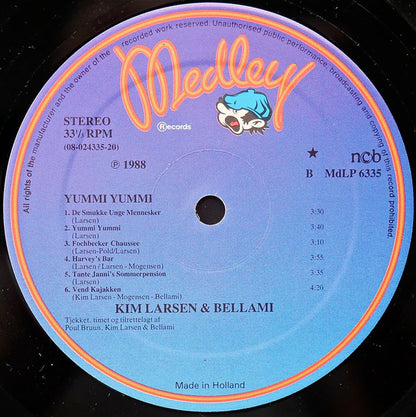 All rights of the manufacturer and the owner of the recorded work reserved. Unauthorised public performance, broadcasting and copying of this record prohibited.
Medley
Records
STEREO
33⅓ RPM
(08-024335-20)
℗ 1988
ncb
B MdLP 6335
YUMMI YUMMI
1. De Smukke Unge Mennesker 3:30
(Larsen)
2. Yummi Yummi 3:40
(Larsen)
3. Fochbecker Chaussee 3:10
(Larsen-Pold/Larsen)
4. Harvey's Bar 3:55
(Larsen / Larsen - Mogensen)
5. Tante Janni's Sommerpension 3:35
(Larsen)
6. Vend Kajakken 4:20
(Kim Larsen - Mogensen - Bellami)
KIM LARSEN & BELLAMI
Tjekket, timet og tilrettelagt af
Poul Bruun, Kim Larsen & Bellami
Made in Holland